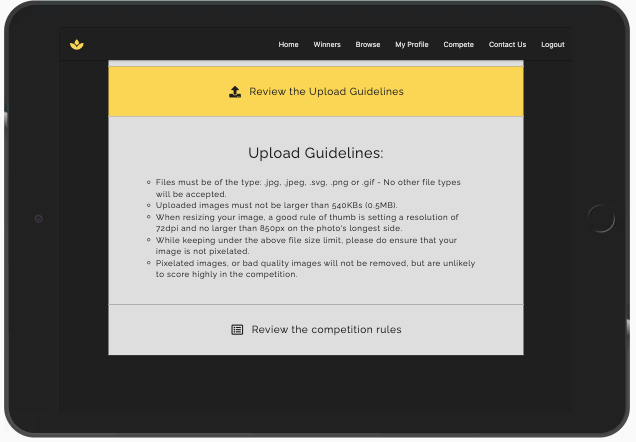 Home Winners Browse My Profile Compete Contact Us Logout
Review the Upload Guidelines
Upload Guidelines:
Files must be of the type: .jpg, .jpeg, .svg, .png or .gif - No other file types
will be accepted.
Uploaded images must not be larger than 540KBs (0.5MB).
When resizing your image, a good rule of thumb is setting a resolution of
72dpi and no larger than 850px on the photo's longest side.
While keeping under the above file size limit, please do ensure that your
image is not pixelated.
Pixelated images, or bad quality images will not be removed, but are unlikely
to score highly in the competition.
Review the competition rules